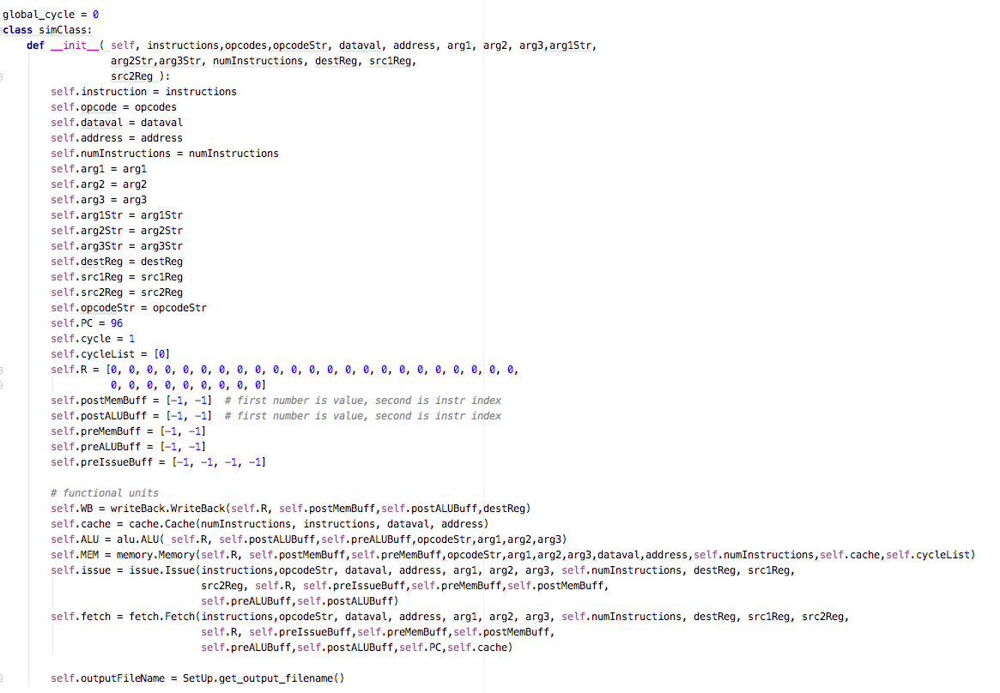 global_cycle = 0
class simClass:
    def __init__( self, instructions,opcodes,opcodeStr, dataval, address, arg1, arg2, arg3,arg1Str,
                  arg2Str,arg3Str, numInstructions, destReg, src1Reg,
                  src2Reg ):
        self.instruction = instructions
        self.opcode = opcodes
        self.dataval = dataval
        self.address = address
        self.numInstructions = numInstructions
        self.arg1 = arg1
        self.arg2 = arg2
        self.arg3 = arg3
        self.arg1Str = arg1Str
        self.arg2Str = arg2Str
        self.arg3Str = arg3Str
        self.destReg = destReg
        self.src1Reg = src1Reg
        self.src2Reg = src2Reg
        self.opcodeStr = opcodeStr
        self.PC = 96
        self.cycle = 1
        self.cycleList = [0]
        self.R = [0, 0, 0, 0, 0, 0, 0, 0, 0, 0, 0, 0, 0, 0, 0, 0, 0, 0, 0, 0, 0, 0, 0,
                  0, 0, 0, 0, 0, 0, 0, 0, 0]
        self.postMemBuff = [-1, -1]  # first number is value, second is instr index
        self.postALUBuff = [-1, -1]  # first number is value, second is instr index
        self.preMemBuff = [-1, -1]
        self.preALUBuff = [-1, -1]
        self.preIssueBuff = [-1, -1, -1, -1]
        # functional units
        self.WB = writeBack.WriteBack(self.R, self.postMemBuff,self.postALUBuff,destReg)
        self.cache = cache.Cache(numInstructions, instructions, dataval, address)
        self.ALU = alu.ALU( self.R, self.postALUBuff,self.preALUBuff,opcodeStr,arg1,arg2,arg3)
        self.MEM = memory.Memory(self.R, self.postMemBuff,self.preMemBuff,opcodeStr,arg1,arg2,arg3,dataval,address,self.numInstructions,self.cache,self.cycleList)
        self.issue = issue.Issue(instructions,opcodeStr, dataval, address, arg1, arg2, arg3, self.numInstructions, destReg, src1Reg,
                                 src2Reg, self.R, self.preIssueBuff,self.preMemBuff,self.postMemBuff,
                                 self.preALUBuff,self.postALUBuff)
        self.fetch = fetch.Fetch(instructions,opcodeStr, dataval, address, arg1, arg2, arg3, self.numInstructions, destReg, src1Reg, src2Reg,
                                 self.R, self.preIssueBuff,self.preMemBuff,self.postMemBuff,
                                 self.preALUBuff,self.postALUBuff,self.PC,self.cache)
        self.outputFileName = SetUp.get_output_filename()